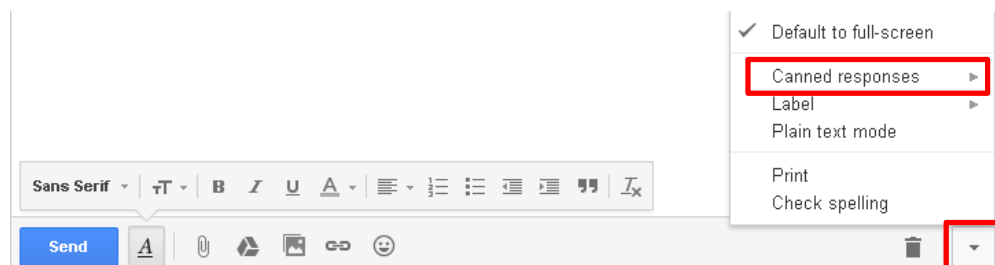 Default to full-screen
Canned responses
Label
Plain text mode
Print
Check spelling
Sans Serif
Send